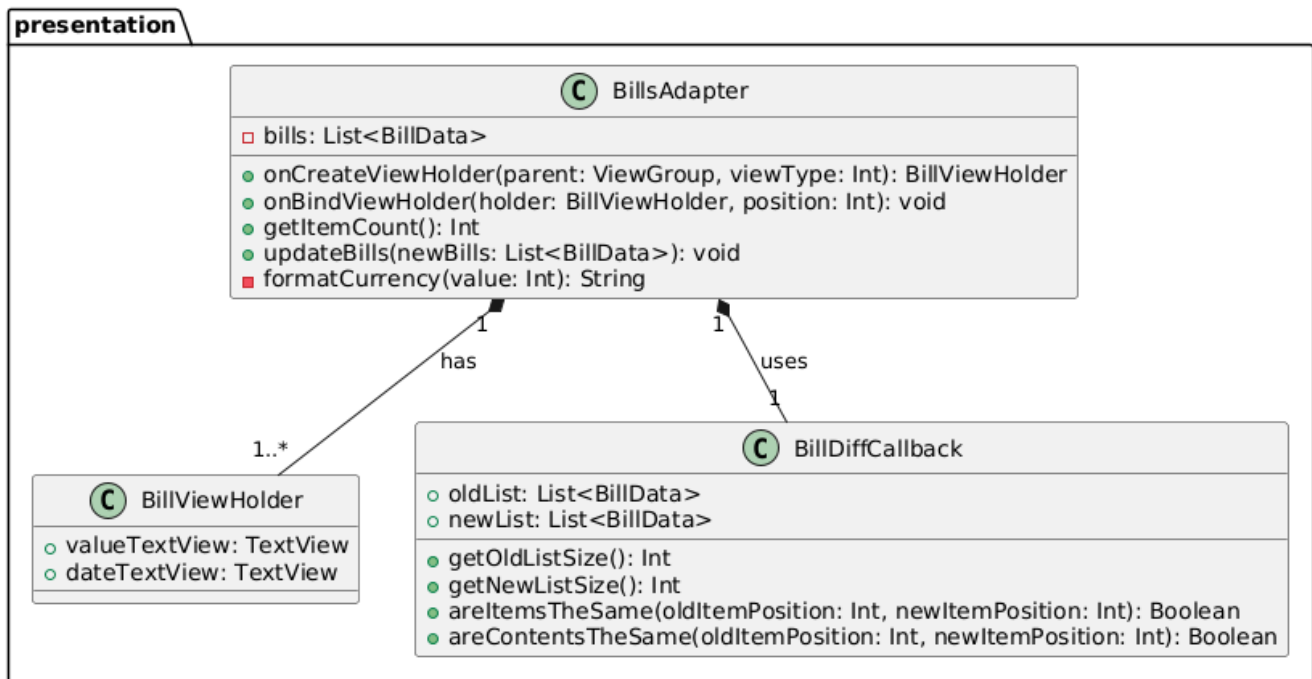 presentation
C BillsAdapter
bills: List<BillData>
onCreateViewHolder(parent: ViewGroup, viewType: Int): BillViewHolder
onBindViewHolder(holder: BillViewHolder, position: Int): void
getItemCount(): Int
updateBills(newBills: List<BillData>): void
formatCurrency(value: Int): String
1
1
has
uses
1
1..*
C BillViewHolder
valueTextView: TextView
dateTextView: TextView
C BillDiffCallback
oldList: List<BillData>
newList: List<BillData>
getOldListSize(): Int
getNewListSize(): Int
areItemsTheSame(oldItemPosition: Int, newItemPosition: Int): Boolean
areContentsTheSame(oldItemPosition: Int, newItemPosition: Int): Boolean